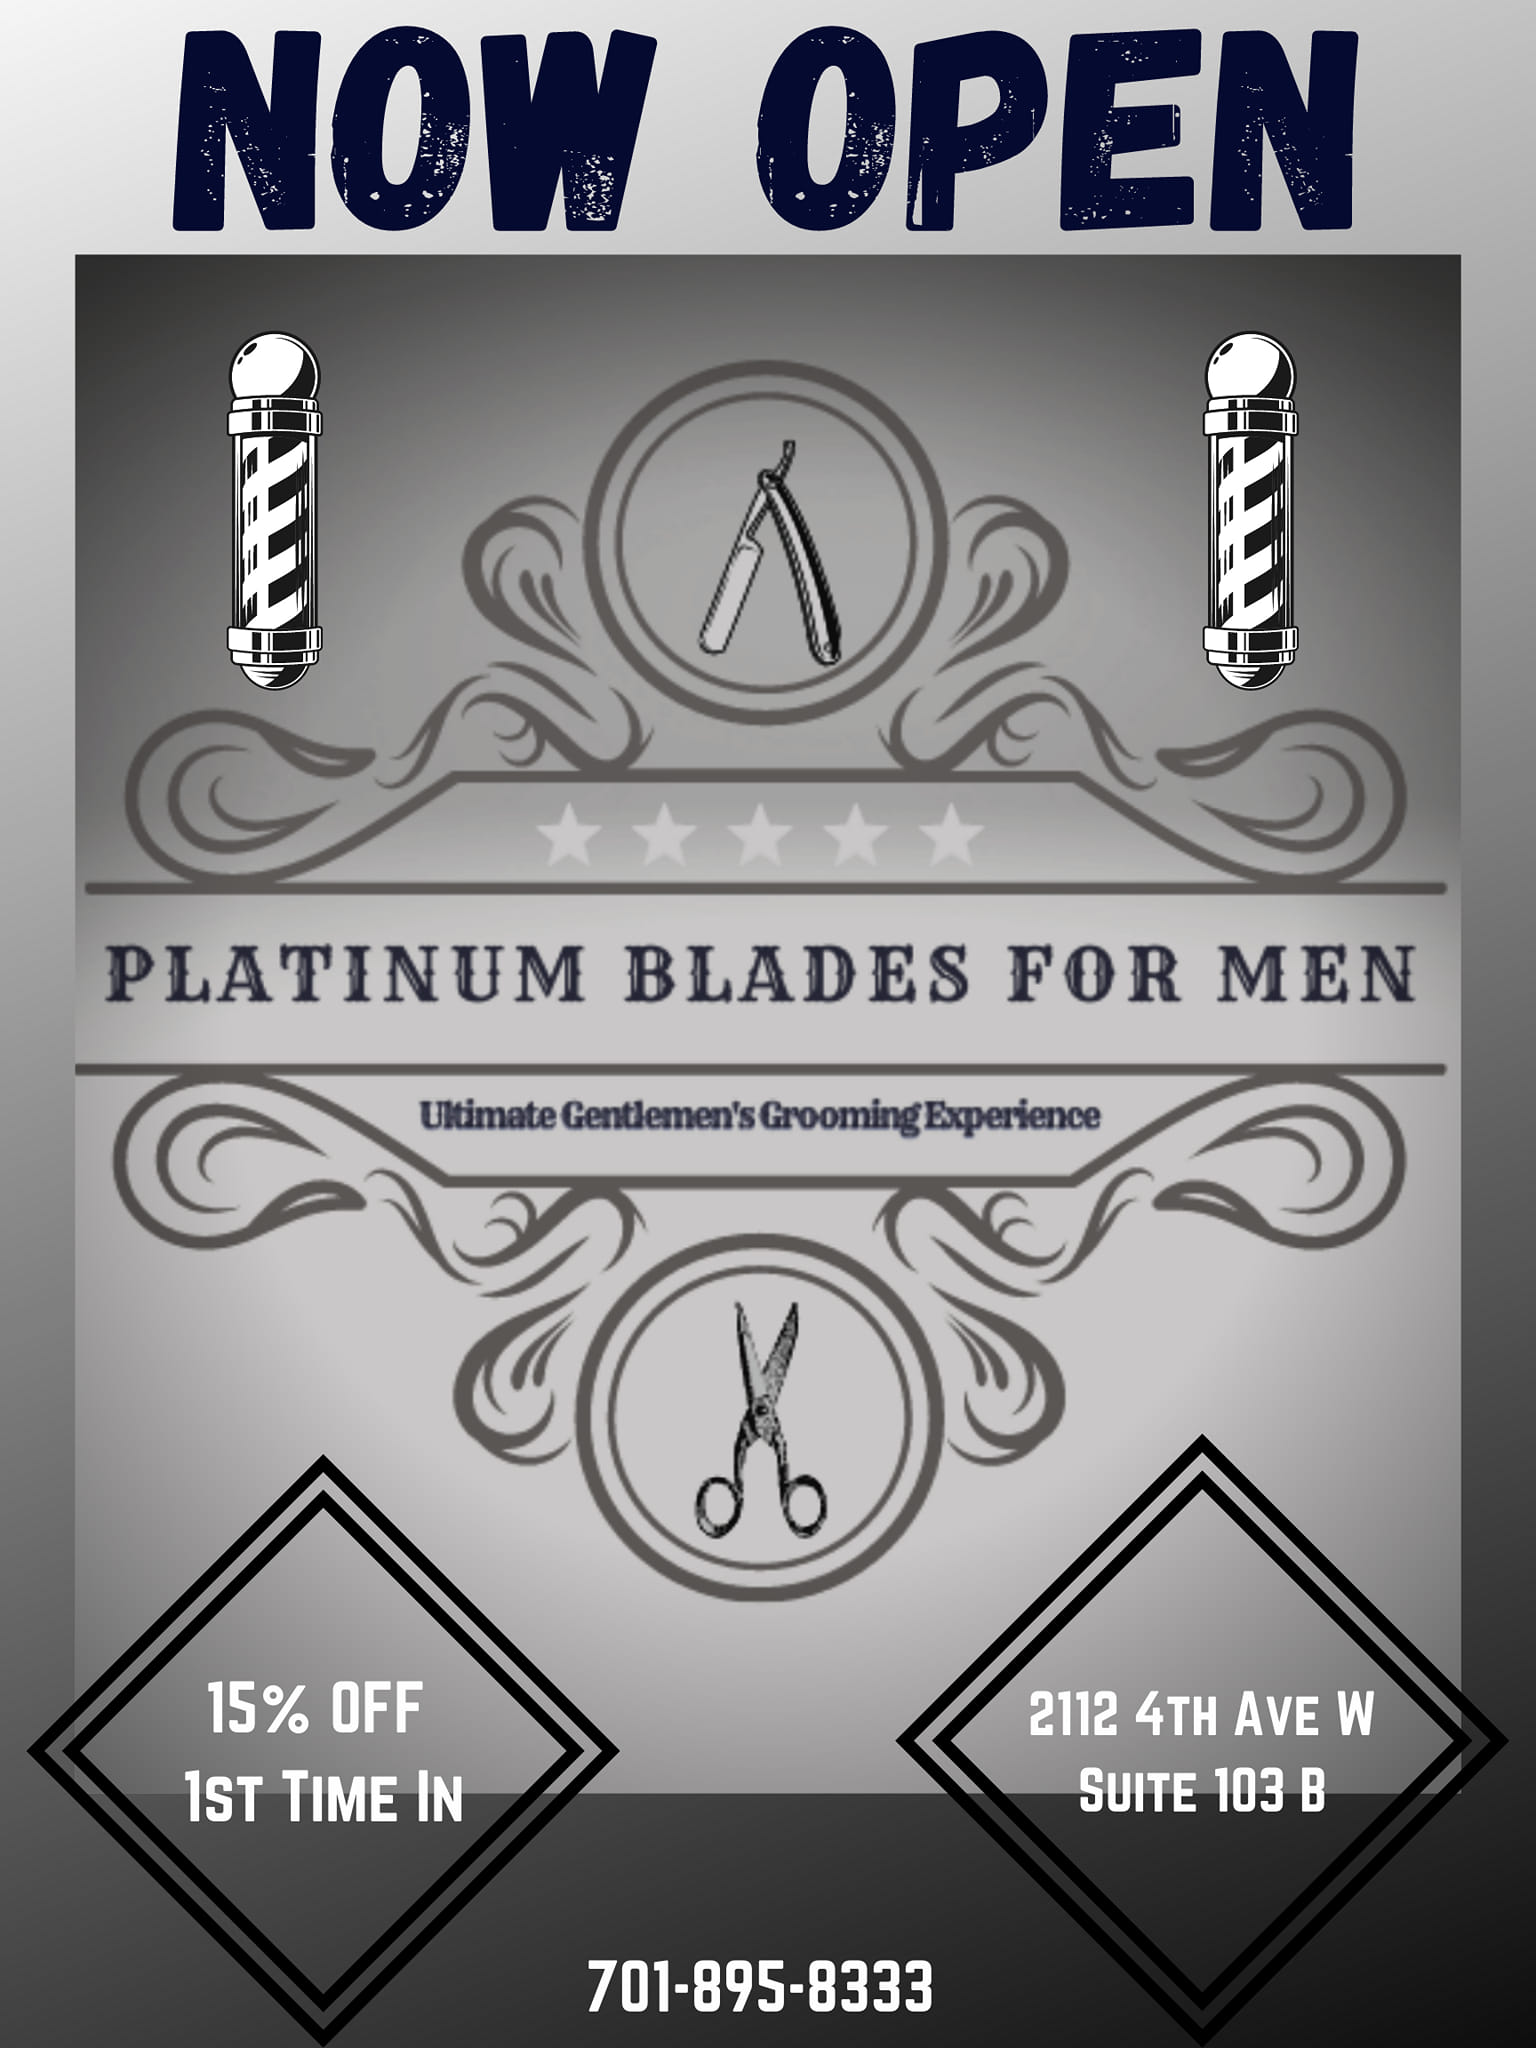 NOW OPEN
PLATINUM BLADES FOR MEN
Ultimate Gentlemen's Grooming Experience
15% OFF
1st Time In
2112 4th Ave W
Suite 103 B
701-895-8333